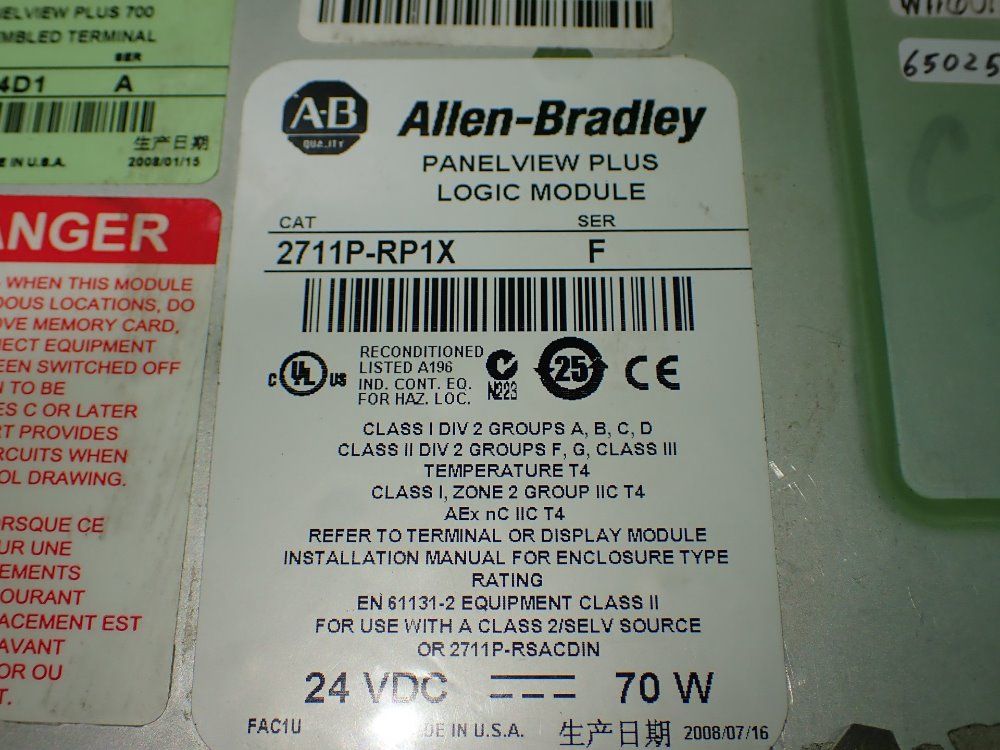 PLUS 700
TERMINAL
SER
4D1 A
生产日期
IN U.S.A. 2008/01/15
65025
A-B
QUALITY
Allen-Bradley
PANELVIEW PLUS
LOGIC MODULE
CAT SER
2711P-RP1X F
C UL US
RECONDITIONED
LISTED A196
IND. CONT. EQ.
FOR HAZ. LOC.
N223
25
CE
CLASS I DIV 2 GROUPS A, B, C, D
CLASS II DIV 2 GROUPS F, G, CLASS III
TEMPERATURE T4
CLASS I, ZONE 2 GROUP IIC T4
AEx nC IIC T4
REFER TO TERMINAL OR DISPLAY MODULE
INSTALLATION MANUAL FOR ENCLOSURE TYPE
RATING
EN 61131-2 EQUIPMENT CLASS II
FOR USE WITH A CLASS 2/SELV SOURCE
OR 2711P-RSACDIN
24 VDC 70 W
FAC1U DE IN U.S.A. 生产日期 2008/07/16
ANGER
WHEN THIS MODULE
DOUS LOCATIONS, DO
OVE MEMORY CARD,
NECT EQUIPMENT
EEN SWITCHED OFF
N TO BE
ES C OR LATER
RT PROVIDES
RCUITS WHEN
OL DRAWING.
ORSQUE CE
UR UNE
EMENTS
OURANT
ACEMENT EST
AVANT
OR OU
T.
C